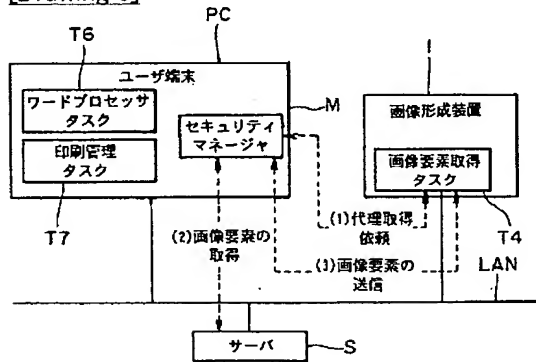 PC
T6
ユーザ端末
ワードプロセッサ
タスク
印刷管理
タスク
セキュリティ
マネージャ
M
T7
I
画像形成装置
画像要素取得
タスク
T4
(1)代理取得
依頼
(2)画像要素の
取得
(3)画像要素の
送信
LAN
サーバ
S